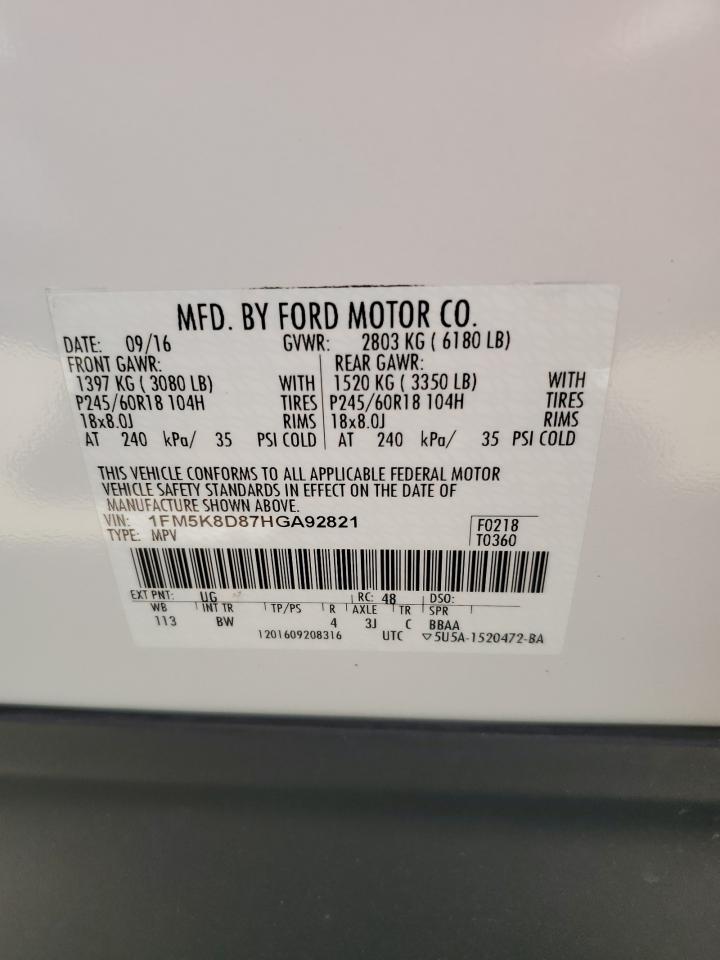 MFD. BY FORD MOTOR CO.
DATE: 09/16 GVWR: 2803 KG ( 6180 LB)
FRONT GAWR: REAR GAWR:
1397 KG ( 3080 LB) WITH 1520 KG ( 3350 LB) WITH
P245/60R18 104H TIRES P245/60R18 104H TIRES
18x8.0J RIMS 18x8.0J RIMS
AT 240 kPa/ 35 PSI COLD AT 240 kPa/ 35 PSI COLD
THIS VEHICLE CONFORMS TO ALL APPLICABLE FEDERAL MOTOR
VEHICLE SAFETY STANDARDS IN EFFECT ON THE DATE OF
MANUFACTURE SHOWN ABOVE.
VIN: 1FM5K8D87HGA92821 F0218
TYPE: MPV T0360
EXT PNT: UG RC: 48 DSO:
WB INT TR TP/PS R AXLE TR SPR
113 BW 4 3J C BBAA
1201609208316 UTC ▽5U5A-1520472-BA